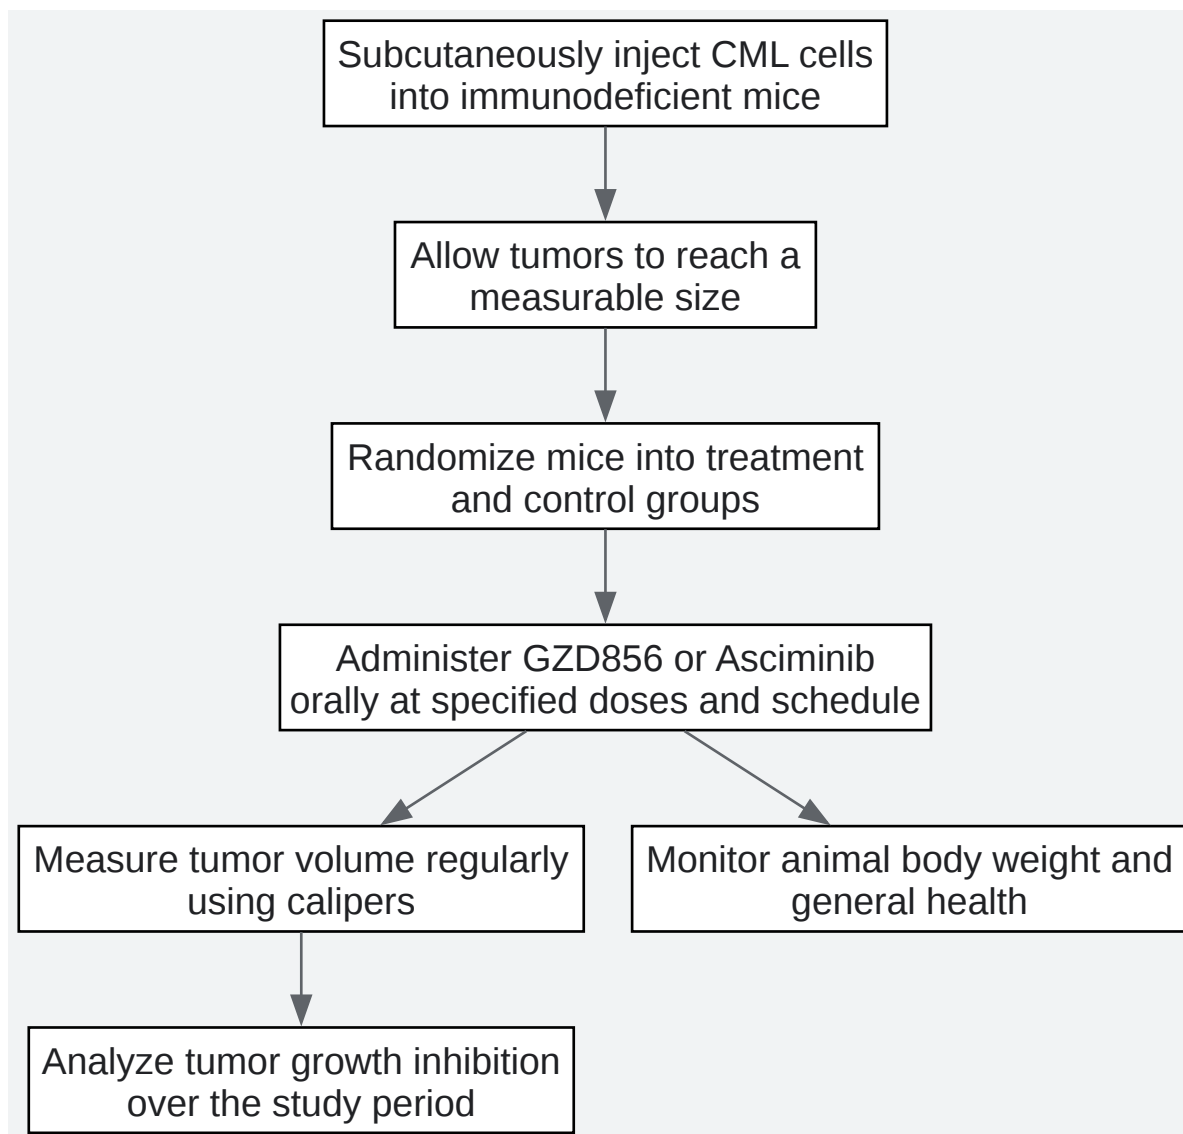 Subcutaneously inject CML cells
into immunodeficient mice
Allow tumors to reach a
measurable size
Randomize mice into treatment
and control groups
Administer GZD856 or Asciminib
orally at specified doses and schedule
Measure tumor volume regularly
using calipers
Monitor animal body weight and
general health
Analyze tumor growth inhibition
over the study period